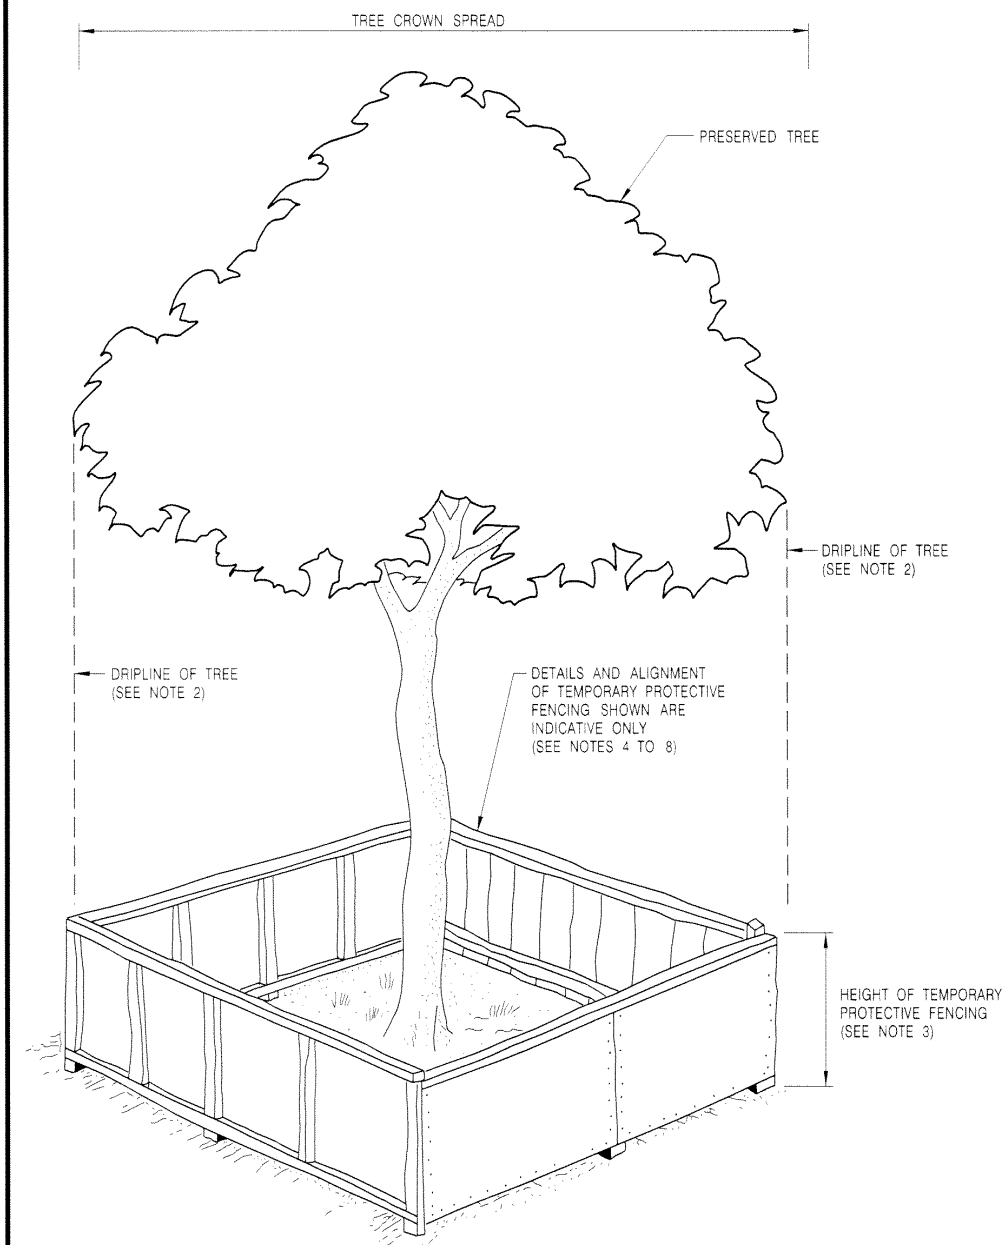 TREE CROWN SPREAD
PRESERVED TREE
DRIPLINE OF TREE
(SEE NOTE 2)
DRIPLINE OF TREE
(SEE NOTE 2)
DETAILS AND ALIGNMENT
OF TEMPORARY PROTECTIVE
FENCING SHOWN ARE
INDICATIVE ONLY
(SEE NOTES 4 TO 8)
HEIGHT OF TEMPORARY
PROTECTIVE FENCING
(SEE NOTE 3)